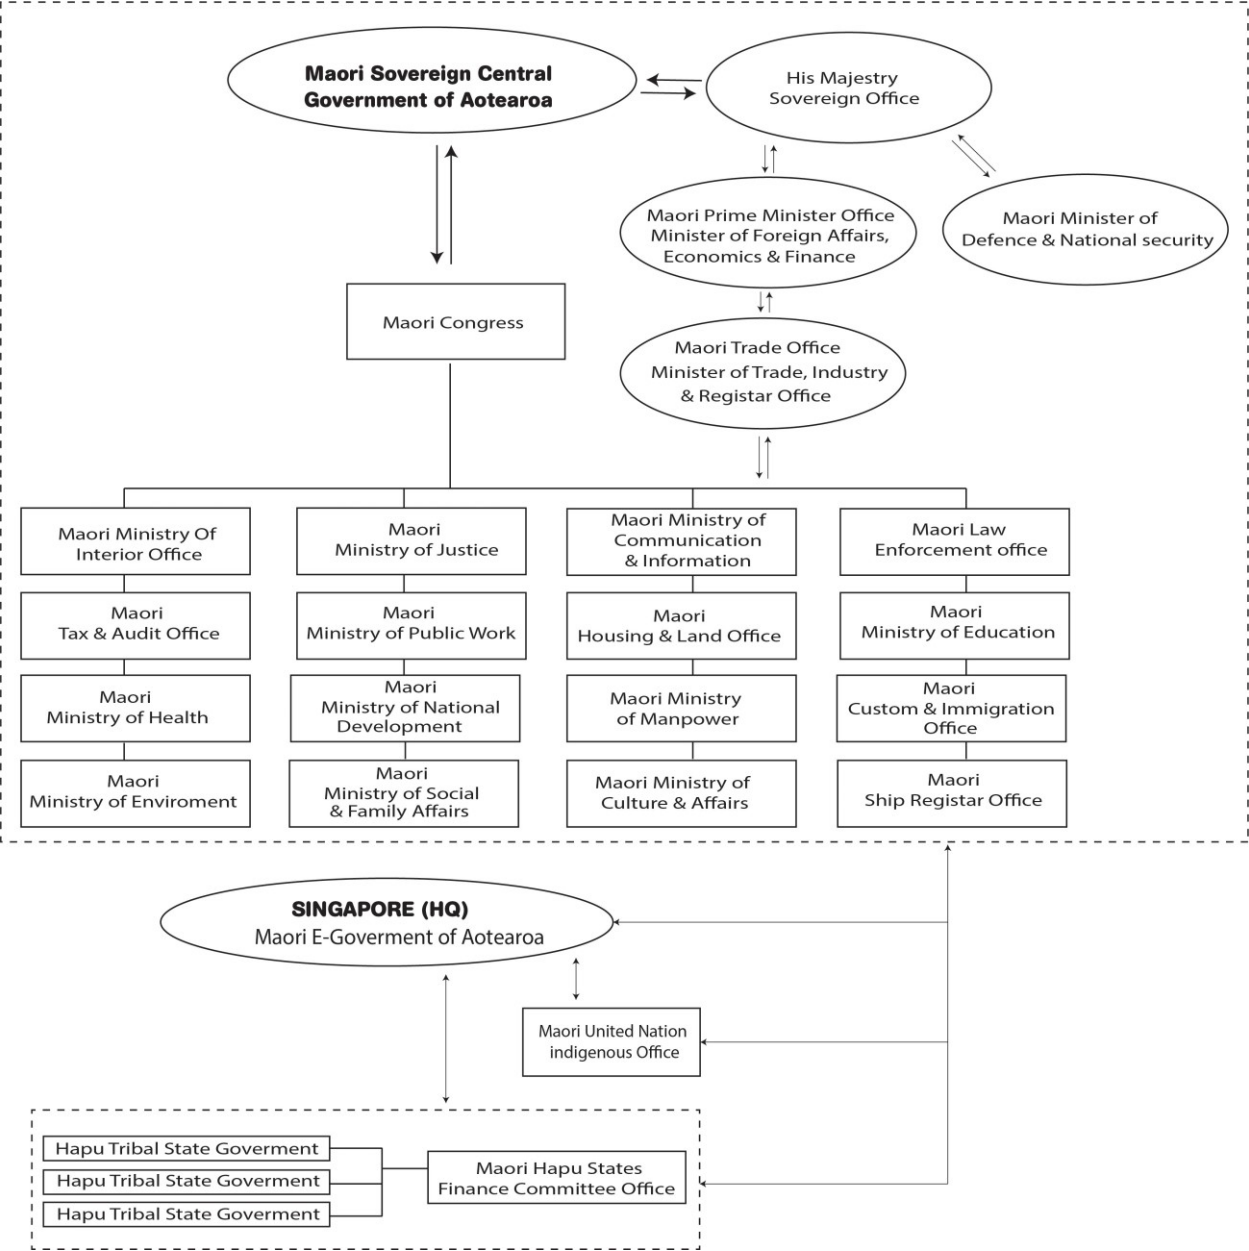 Maori Sovereign Central
Government of Aotearoa
His Majestry
Sovereign Office
Maori Prime Minister Office
Minister of Foreign Affairs,
Economics & Finance
Maori Minister of
Defence & National security
Maori Congress
Maori Trade Office
Minister of Trade, Industry
& Registar Office
Maori Ministry Of
Interior Office
Maori
Ministry of Justice
Maori Ministry of
Communication
& Information
Maori Law
Enforcement office
Maori
Tax & Audit Office
Maori
Ministry of Public Work
Maori
Housing & Land Office
Maori
Ministry of Education
Maori
Ministry of Health
Maori
Ministry of National
Development
Maori Ministry
of Manpower
Maori
Custom & Immigration
Office
Maori
Ministry of Enviroment
Maori
Ministry of Social
& Family Affairs
Maori Ministry of
Culture & Affairs
Maori
Ship Registar Office
SINGAPORE (HQ)
Maori E-Goverment of Aotearoa
Maori United Nation
indigenous Office
Hapu Tribal State Goverment
Hapu Tribal State Goverment
Hapu Tribal State Goverment
Maori Hapu States
Finance Committee Office